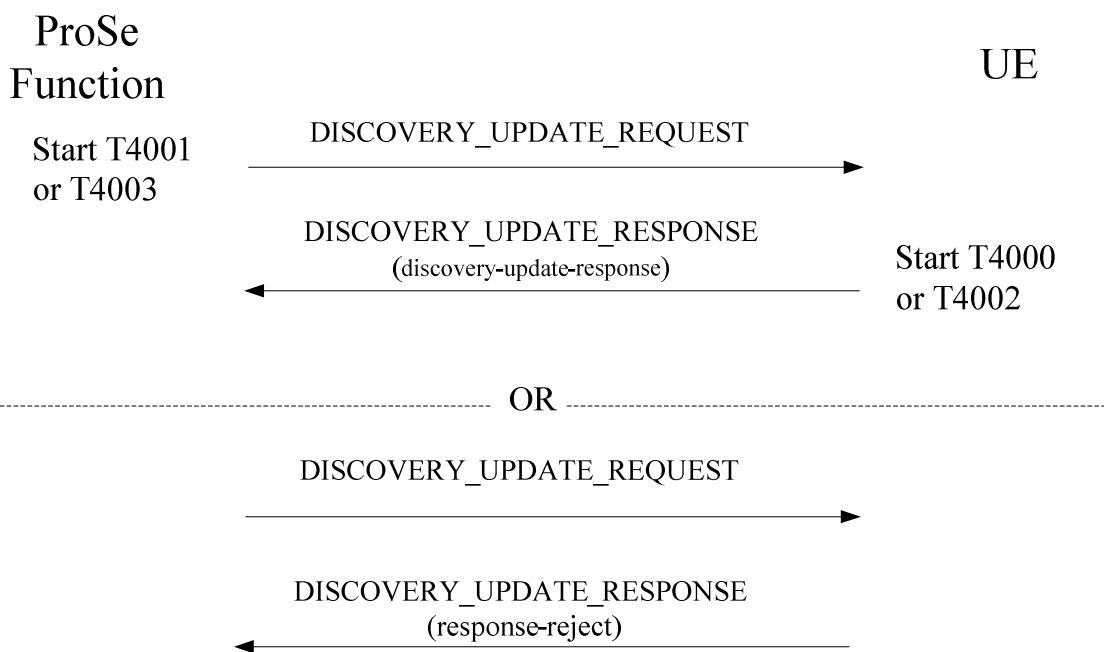 ProSe
Function
UE
Start T4001
or T4003
DISCOVERY_UPDATE_REQUEST
DISCOVERY_UPDATE_RESPONSE
(discovery-update-response)
Start T4000
or T4002
OR
DISCOVERY_UPDATE_REQUEST
DISCOVERY_UPDATE_RESPONSE
(response-reject)